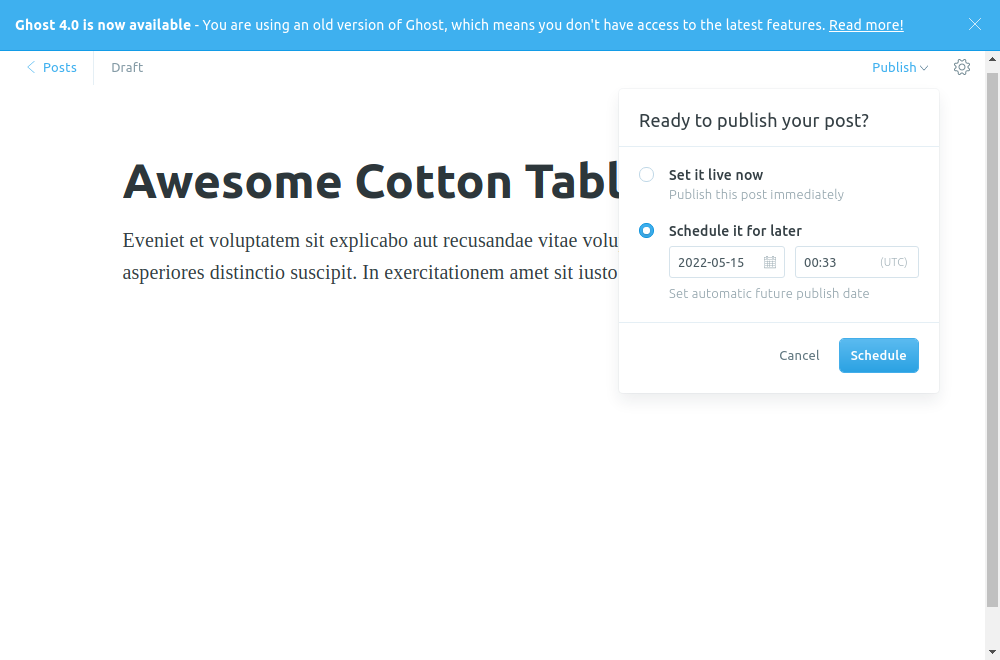 Ghost 4.0 is now available - You are using an old version of Ghost, which means you don't have access to the latest features. Read more!
Posts
Draft
Publish
Ready to publish your post?
Awesome Cotton Tabl
Set it live now
Publish this post immediately
Schedule it for later
2022-05-15
00:33
(UTC)
Set automatic future publish date
Eveniet et voluptatem sit explicabo aut recusandae vitae volu
asperiores distinctio suscipit. In exercitationem amet sit iusto
Cancel
Schedule